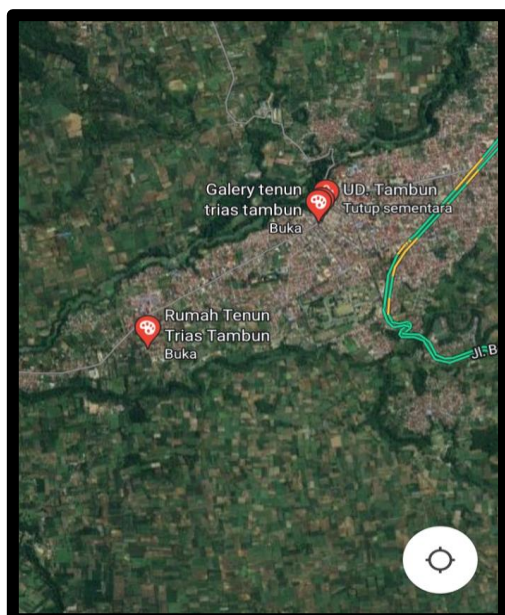 Galery tenun
trias tambun
Buka
UD. Tambun
Tutup sementara
Rumah Tenun
Trias Tambun
Buka
Jl. B